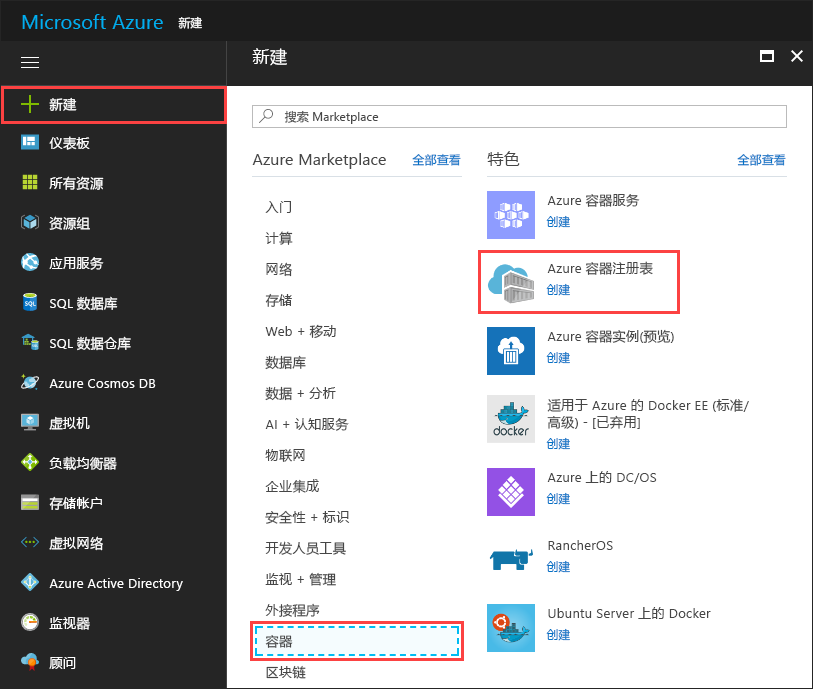 Microsoft Azure 新建
新建
新建
仪表板
所有资源
资源组
应用服务
SQL 数据库
SQL 数据仓库
Azure Cosmos DB
虚拟机
负载均衡器
存储帐户
虚拟网络
Azure Active Directory
监视器
顾问
搜索 Marketplace
Azure Marketplace 全部查看
入门
计算
网络
存储
Web + 移动
数据库
数据 + 分析
AI + 认知服务
物联网
企业集成
安全性 + 标识
开发人员工具
监视 + 管理
外接程序
容器
区块链
特色 全部查看
Azure 容器服务
创建
Azure 容器注册表
创建
Azure 容器实例(预览)
创建
docker
适用于 Azure 的 Docker EE (标准/
高级) - [已弃用]
创建
Azure 上的 DC/OS
创建
RancherOS
创建
Ubuntu Server 上的 Docker
创建